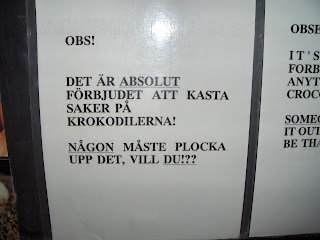 OBS!
DET ÄR ABSOLUT
FÖRBJUDET ATT KASTA
SAKER PÅ
KROKODILERNA!
NÅGON MÅSTE PLOCKA
UPP DET, VILL DU!??
OBSE
IT'S
FORB
ANYT
CROC
SOMEO
IT OUT
BE THA